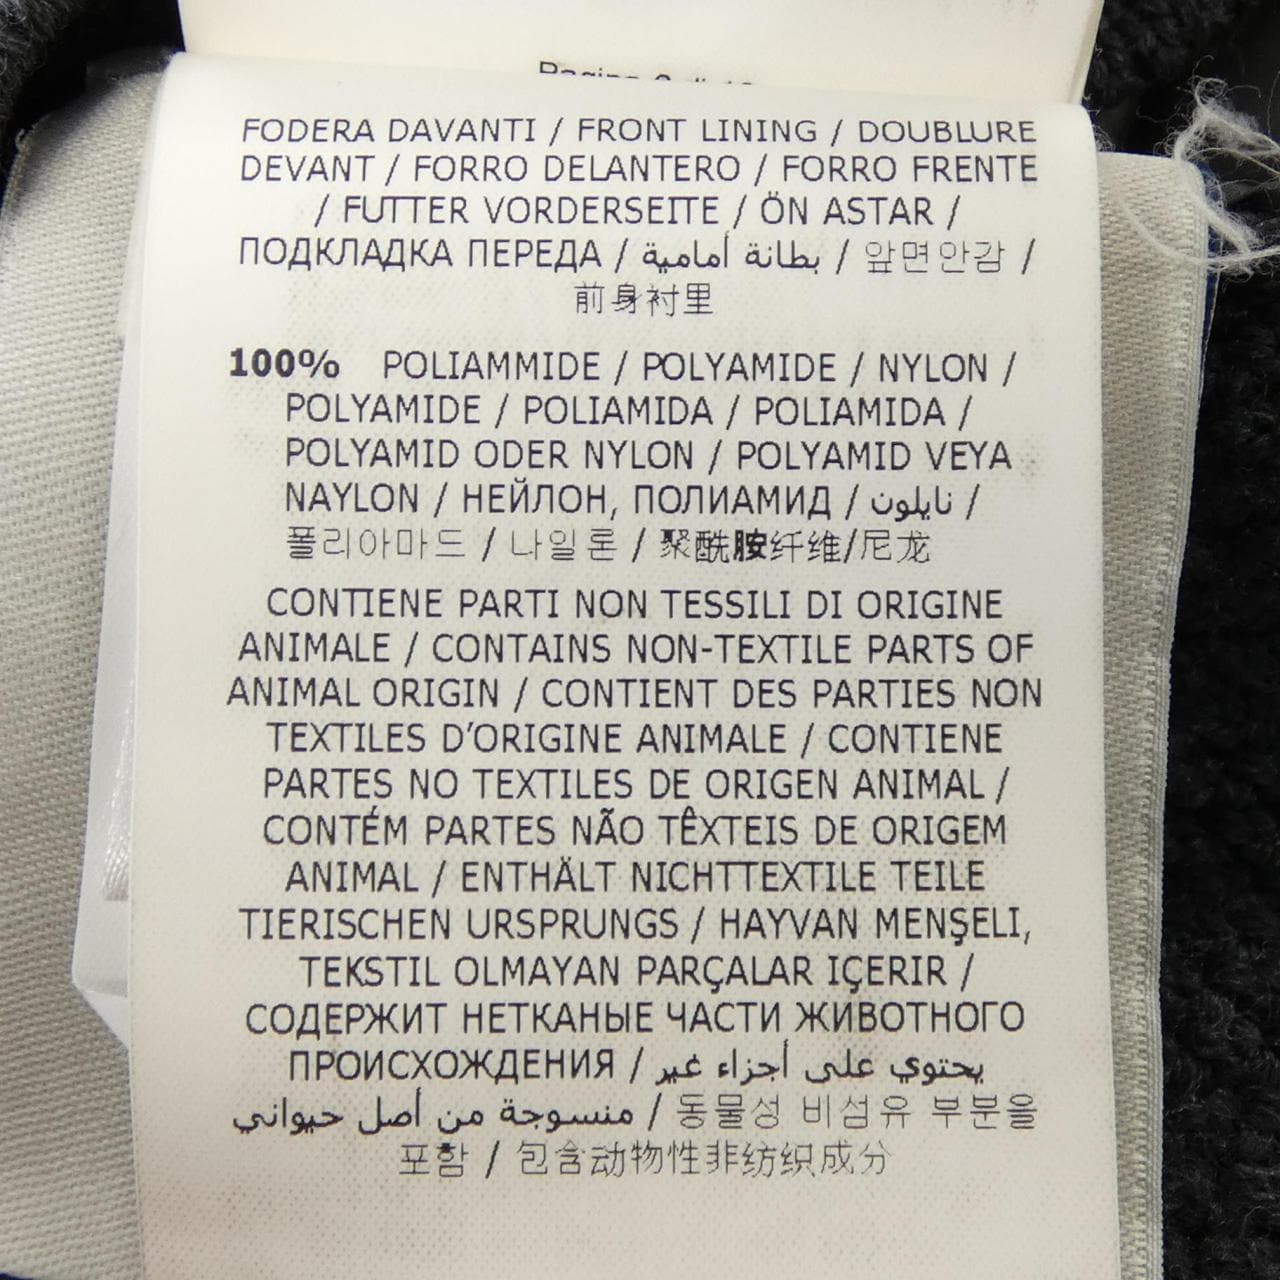 FODERA DAVANTI / FRONT LINING / DOUBLURE
DEVANT / FORRO DELANTERO / FORRO FRENTE
/ FUTTER VORDERSEITE / ÖN ASTAR /
ПОДКЛАДКА ПЕРЕДА / بطانة أمامية / 앞면안감 /
前身衬里
100% POLIAMMIDE / POLYAMIDE / NYLON /
POLYAMIDE / POLIAMIDA / POLIAMIDA /
POLYAMID ODER NYLON / POLYAMID VEYA
NAYLON / НЕЙЛОН, ПОЛИАМИД / نايلون /
폴리아마드 / 나일론 / 聚酰胺纤维/尼龙
CONTIENE PARTI NON TESSILI DI ORIGINE
ANIMALE / CONTAINS NON-TEXTILE PARTS OF
ANIMAL ORIGIN / CONTIENT DES PARTIES NON
TEXTILES D'ORIGINE ANIMALE / CONTIENE
PARTES NO TEXTILES DE ORIGEN ANIMAL /
CONTÉM PARTES NÃO TÊXTEIS DE ORIGEM
ANIMAL / ENTHÄLT NICHTTEXTILE TEILE
TIERISCHEN URSPRUNGS / HAYVAN MENŞELI,
TEKSTIL OLMAYAN PARÇALAR IÇERIR /
СОДЕРЖИТ НЕТКАНЫЕ ЧАСТИ ЖИВОТНОГО
ПРОИСХОЖДЕНИЯ / يحتوي على أجزاء غير
منسوجة من أصل حيواني / 동물성 비섬유 부분을
포함 / 包含动物性非纺织成分